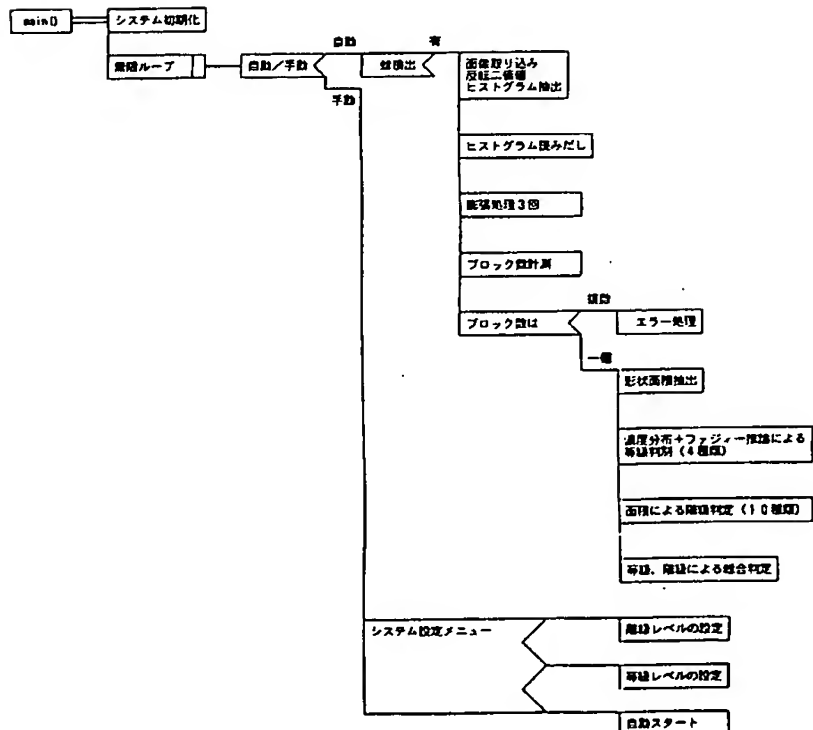 main()
システム初期化
無限ループ
自動/手動
自動
手動
検出
有
画像取り込み
反転二値化
ヒストグラム抽出
ヒストグラム読みだし
膨張処理3回
ブロック数計測
ブロック数は
複数
エラー処理
一個
形状面積抽出
濃度分布+ファジィー推論による
等級判別(4種類)
面積による階級判定(10種類)
等級、階級による総合判定
システム設定メニュー
階級レベルの設定
等級レベルの設定
自動スタート